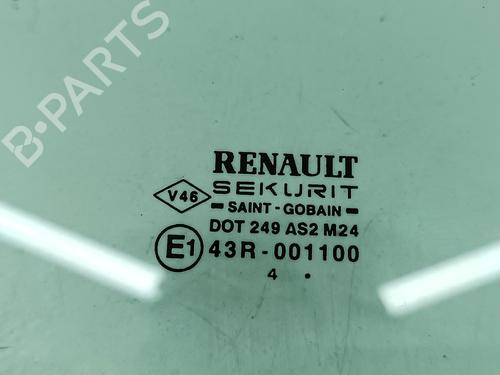 B-PARTS
RENAULT
V46 SEKURIT
SAINT-GOBAIN
DOT 249 AS2 M24
E1 43R-001100
4 .